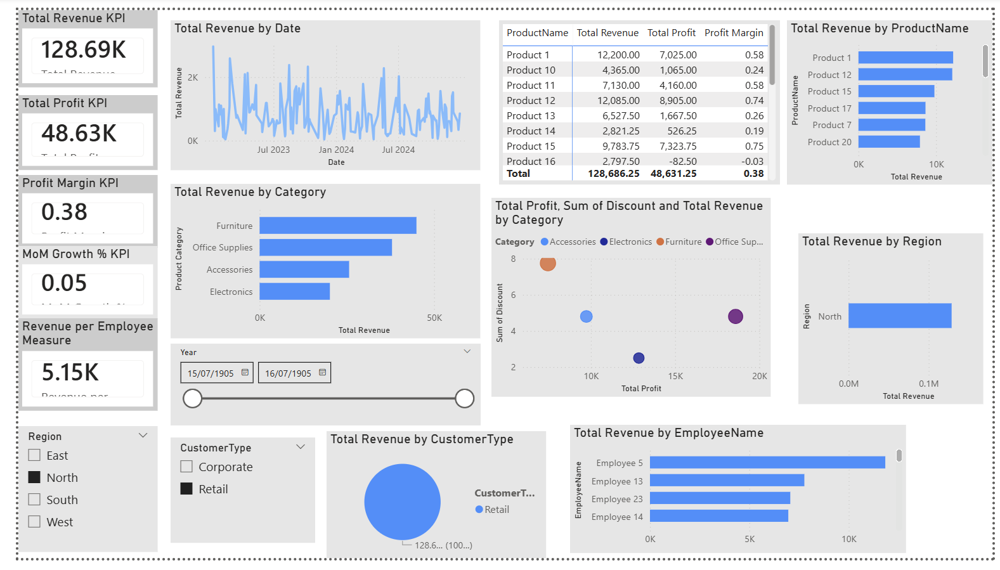 Total Revenue KPI
128.69K
Total Revenue
Total Profit KPI
48.63K
Total Profit
Profit Margin KPI
0.38
MoM Growth % KPI
0.05
MoM Growth %
Revenue per Employee
Measure
5.15K
Revenue per
Region
East
North
South
West
Total Revenue by Date
Total Revenue
2K
0K
Jul 2023 Jan 2024 Jul 2024
Date
Total Revenue by Category
Product Category
Furniture
Office Supplies
Accessories
Electronics
0K 50K
Total Revenue
Year
15/07/1905 16/07/1905
CustomerType
Corporate
Retail
Total Revenue by CustomerType
CustomerT...
Retail
128.6... (100...)
ProductName Total Revenue Total Profit Profit Margin
Product 1 12,200.00 7,025.00 0.58
Product 10 4,365.00 1,065.00 0.24
Product 11 7,130.00 4,160.00 0.58
Product 12 12,085.00 8,905.00 0.74
Product 13 6,527.50 1,667.50 0.26
Product 14 2,821.25 526.25 0.19
Product 15 9,783.75 7,323.75 0.75
Product 16 2,797.50 -82.50 -0.03
Total 128,686.25 48,631.25 0.38
Total Revenue by ProductName
ProductName
Product 1
Product 12
Product 15
Product 17
Product 7
Product 20
0K 10K
Total Revenue
Total Profit, Sum of Discount and Total Revenue
by Category
Category Accessories Electronics Furniture Office Sup...
Sum of Discount
8
6
4
2
10K 15K 20K
Total Profit
Total Revenue by Region
Region
North
0.0M 0.1M
Total Revenue
Total Revenue by EmployeeName
EmployeeName
Employee 5
Employee 13
Employee 23
Employee 14
0K 5K 10K